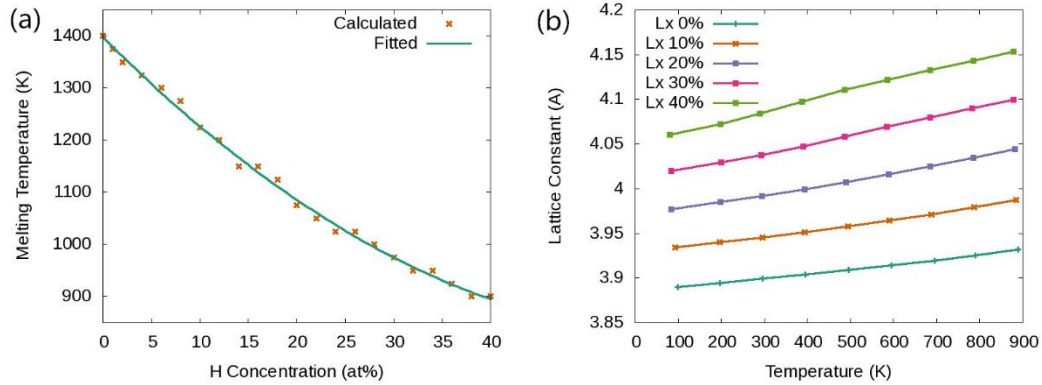 (a)
Calculated
Fitted
1400
1300
1200
1100
1000
900
Melting Temperature (K)
0 5 10 15 20 25 30 35 40
H Concentration (at%)
(b)
Lx 0%
Lx 10%
Lx 20%
Lx 30%
Lx 40%
4.2
4.15
4.1
4.05
4
3.95
3.9
3.85
Lattice Constant (A)
100 200 300 400 500 600 700 800 900
Temperature (K)